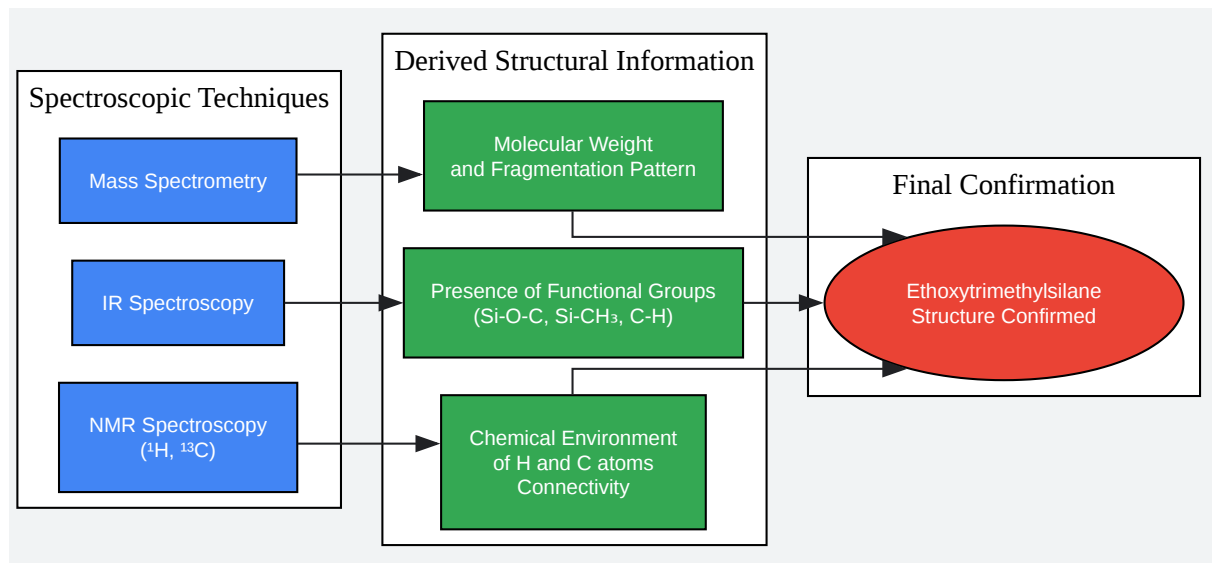 Spectroscopic Techniques
Mass Spectrometry
IR Spectroscopy
NMR Spectroscopy
(¹H, ¹³C)
Derived Structural Information
Molecular Weight
and Fragmentation Pattern
Presence of Functional Groups
(Si-O-C, Si-CH₃, C-H)
Chemical Environment
of H and C atoms
Connectivity
Final Confirmation
Ethoxytrimethylsilane
Structure Confirmed